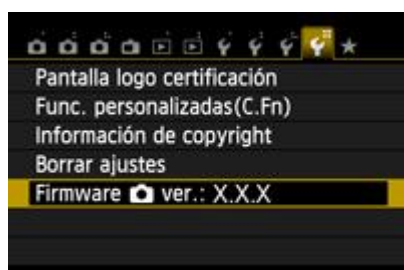 Pantalla logo certificación
Func. personalizadas(C.Fn)
Información de copyright
Borrar ajustes
Firmware ver.: X.X.X